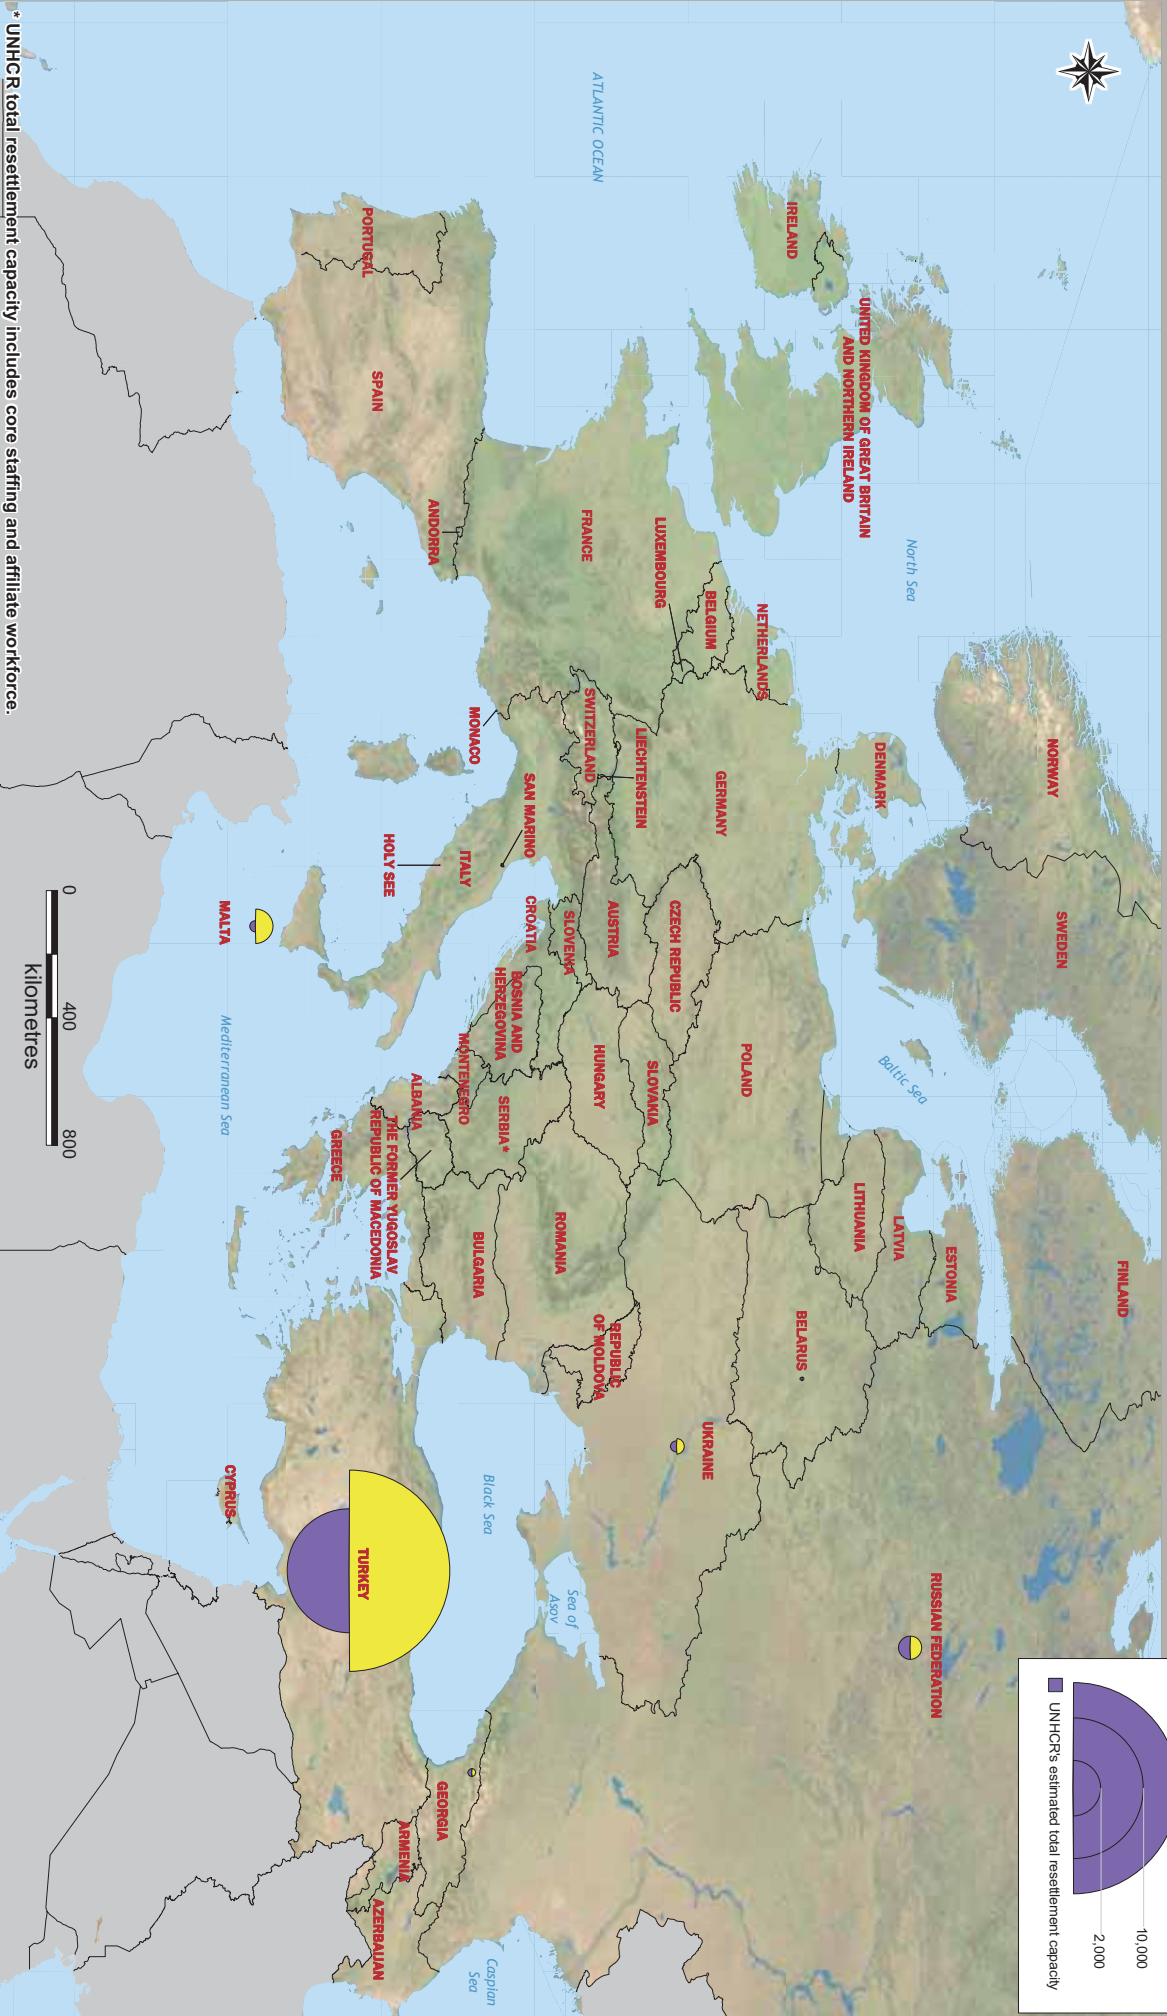 ATLANTIC OCEAN
North Sea
NORWAY
SWEDEN
FINLAND
UNITED KINGDOM OF GREAT BRITAIN
AND NORTHERN IRELAND
IRELAND
DENMARK
Baltic Sea
ESTONIA
LATVIA
LITHUANIA
RUSSIAN FEDERATION
NETHERLANDS
BELGIUM
LUXEMBOURG
GERMANY
POLAND
BELARUS
UKRAINE
FRANCE
LIECHTENSTEIN
SWITZERLAND
CZECH REPUBLIC
AUSTRIA
SLOVAKIA
HUNGARY
REPUBLIC
OF MOLDOVA
SLOVENIA
CROATIA
ROMANIA
Sea of
Asov
SAN MARINO
BOSNIA AND
HERZEGOVINA
SERBIA*
MONACO
ITALY
MONTENEGRO
BULGARIA
Black Sea
Caspian
Sea
ANDORRA
HOLY SEE
ALBANIA
THE FORMER YUGOSLAV
REPUBLIC OF MACEDONIA
GEORGIA
ARMENIA
AZERBAIJAN
PORTUGAL
SPAIN
GREECE
TURKEY
MALTA
Mediterranean Sea
CYPRUS
0
400
800
kilometres
10,000
2,000
UNHCR's estimated total resettlement capacity
* UNHCR total resettlement capacity includes core staffing and affiliate workforce.